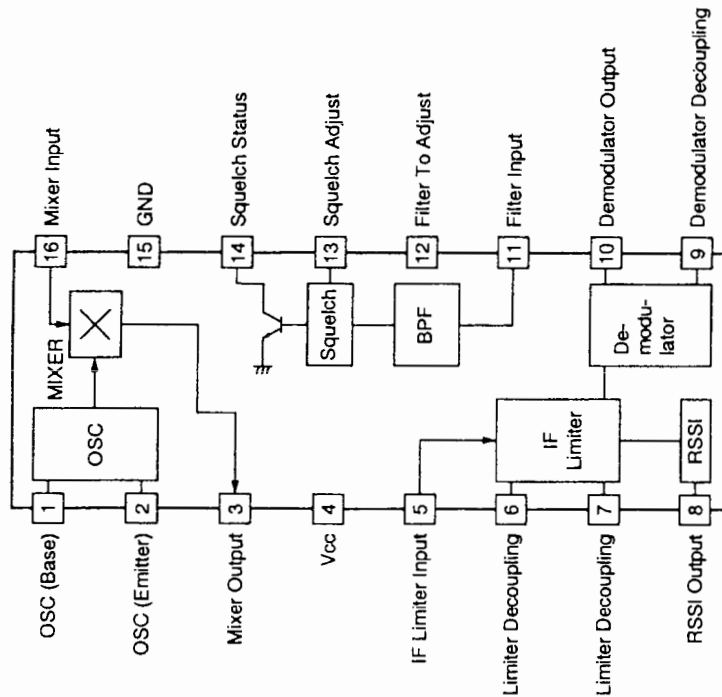 Mixer Input
GND
Squelch Status
Squelch Adjust
Filter To Adjust
Filter Input
Demodulator Output
Demodulator Decoupling
16
15
14
13
12
11
10
9
MIXER
OSC
Squelch
BPF
De-
modu-
lator
IF
Limiter
RSSI
1
2
3
4
5
6
7
8
OSC (Base)
OSC (Emitter)
Mixer Output
Vcc
IF Limiter Input
Limiter Decoupling
Limiter Decoupling
RSSI Output